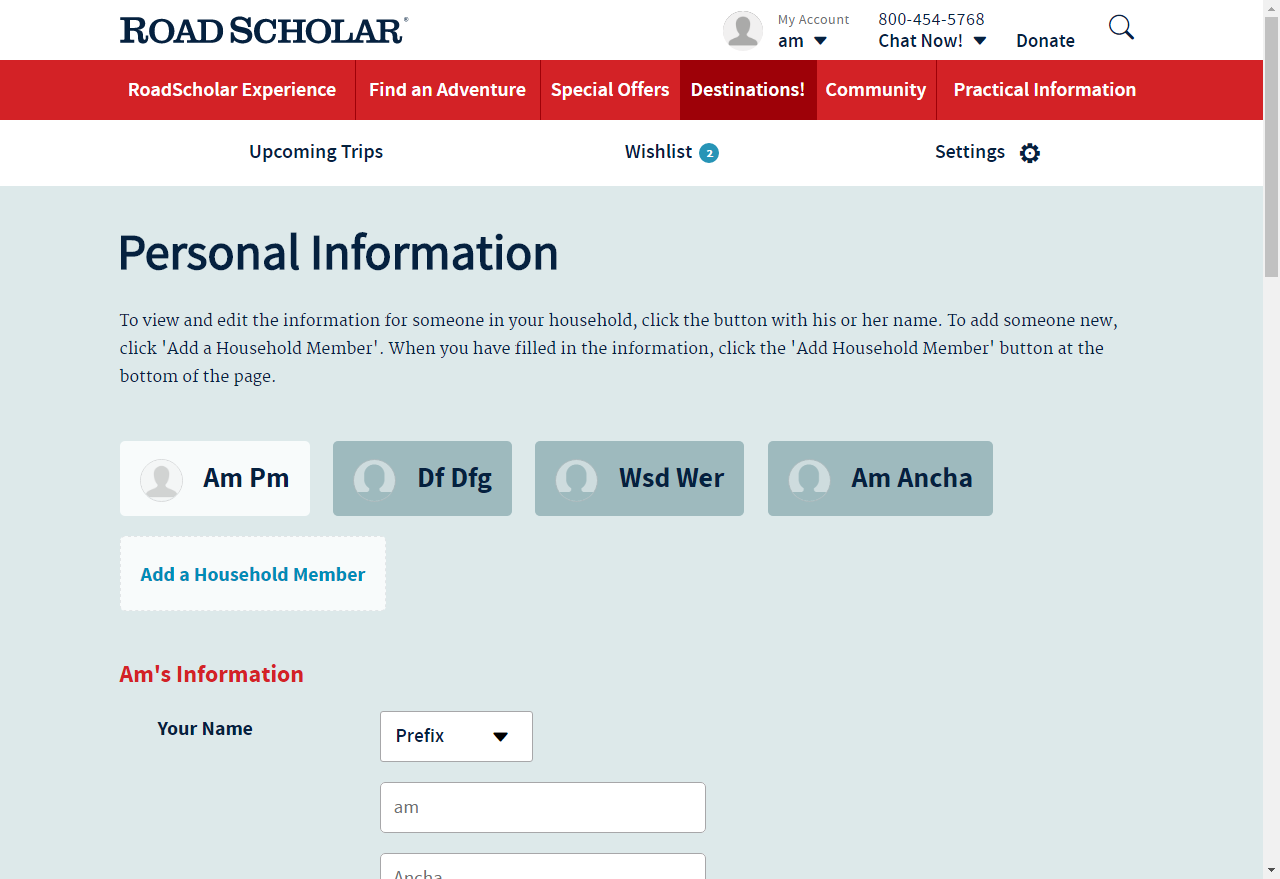 ROAD SCHOLAR®
My Account
am
800-454-5768
Chat Now!
Donate
RoadScholar Experience
Find an Adventure
Special Offers
Destinations!
Community
Practical Information
Upcoming Trips
Wishlist 2
Settings
Personal Information
To view and edit the information for someone in your household, click the button with his or her name. To add someone new,
click 'Add a Household Member'. When you have filled in the information, click the 'Add Household Member' button at the
bottom of the page.
Am Pm
Df Dfg
Wsd Wer
Am Ancha
Add a Household Member
Am's Information
Your Name
Prefix
am
Ancha